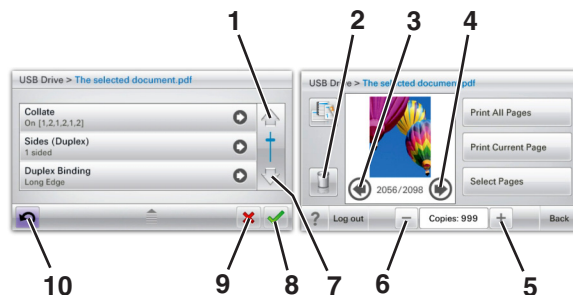 1
2
3
4
USB Drive > The selected document.pdf
Collate
On [1,2,1,2,1,2]
Sides (Duplex)
1 sided
Duplex Binding
Long Edge
USB Drive > The selected document.pdf
Print All Pages
Print Current Page
Select Pages
2056/2098
? Log out
Copies: 999
Back
10
9
8
7
6
5